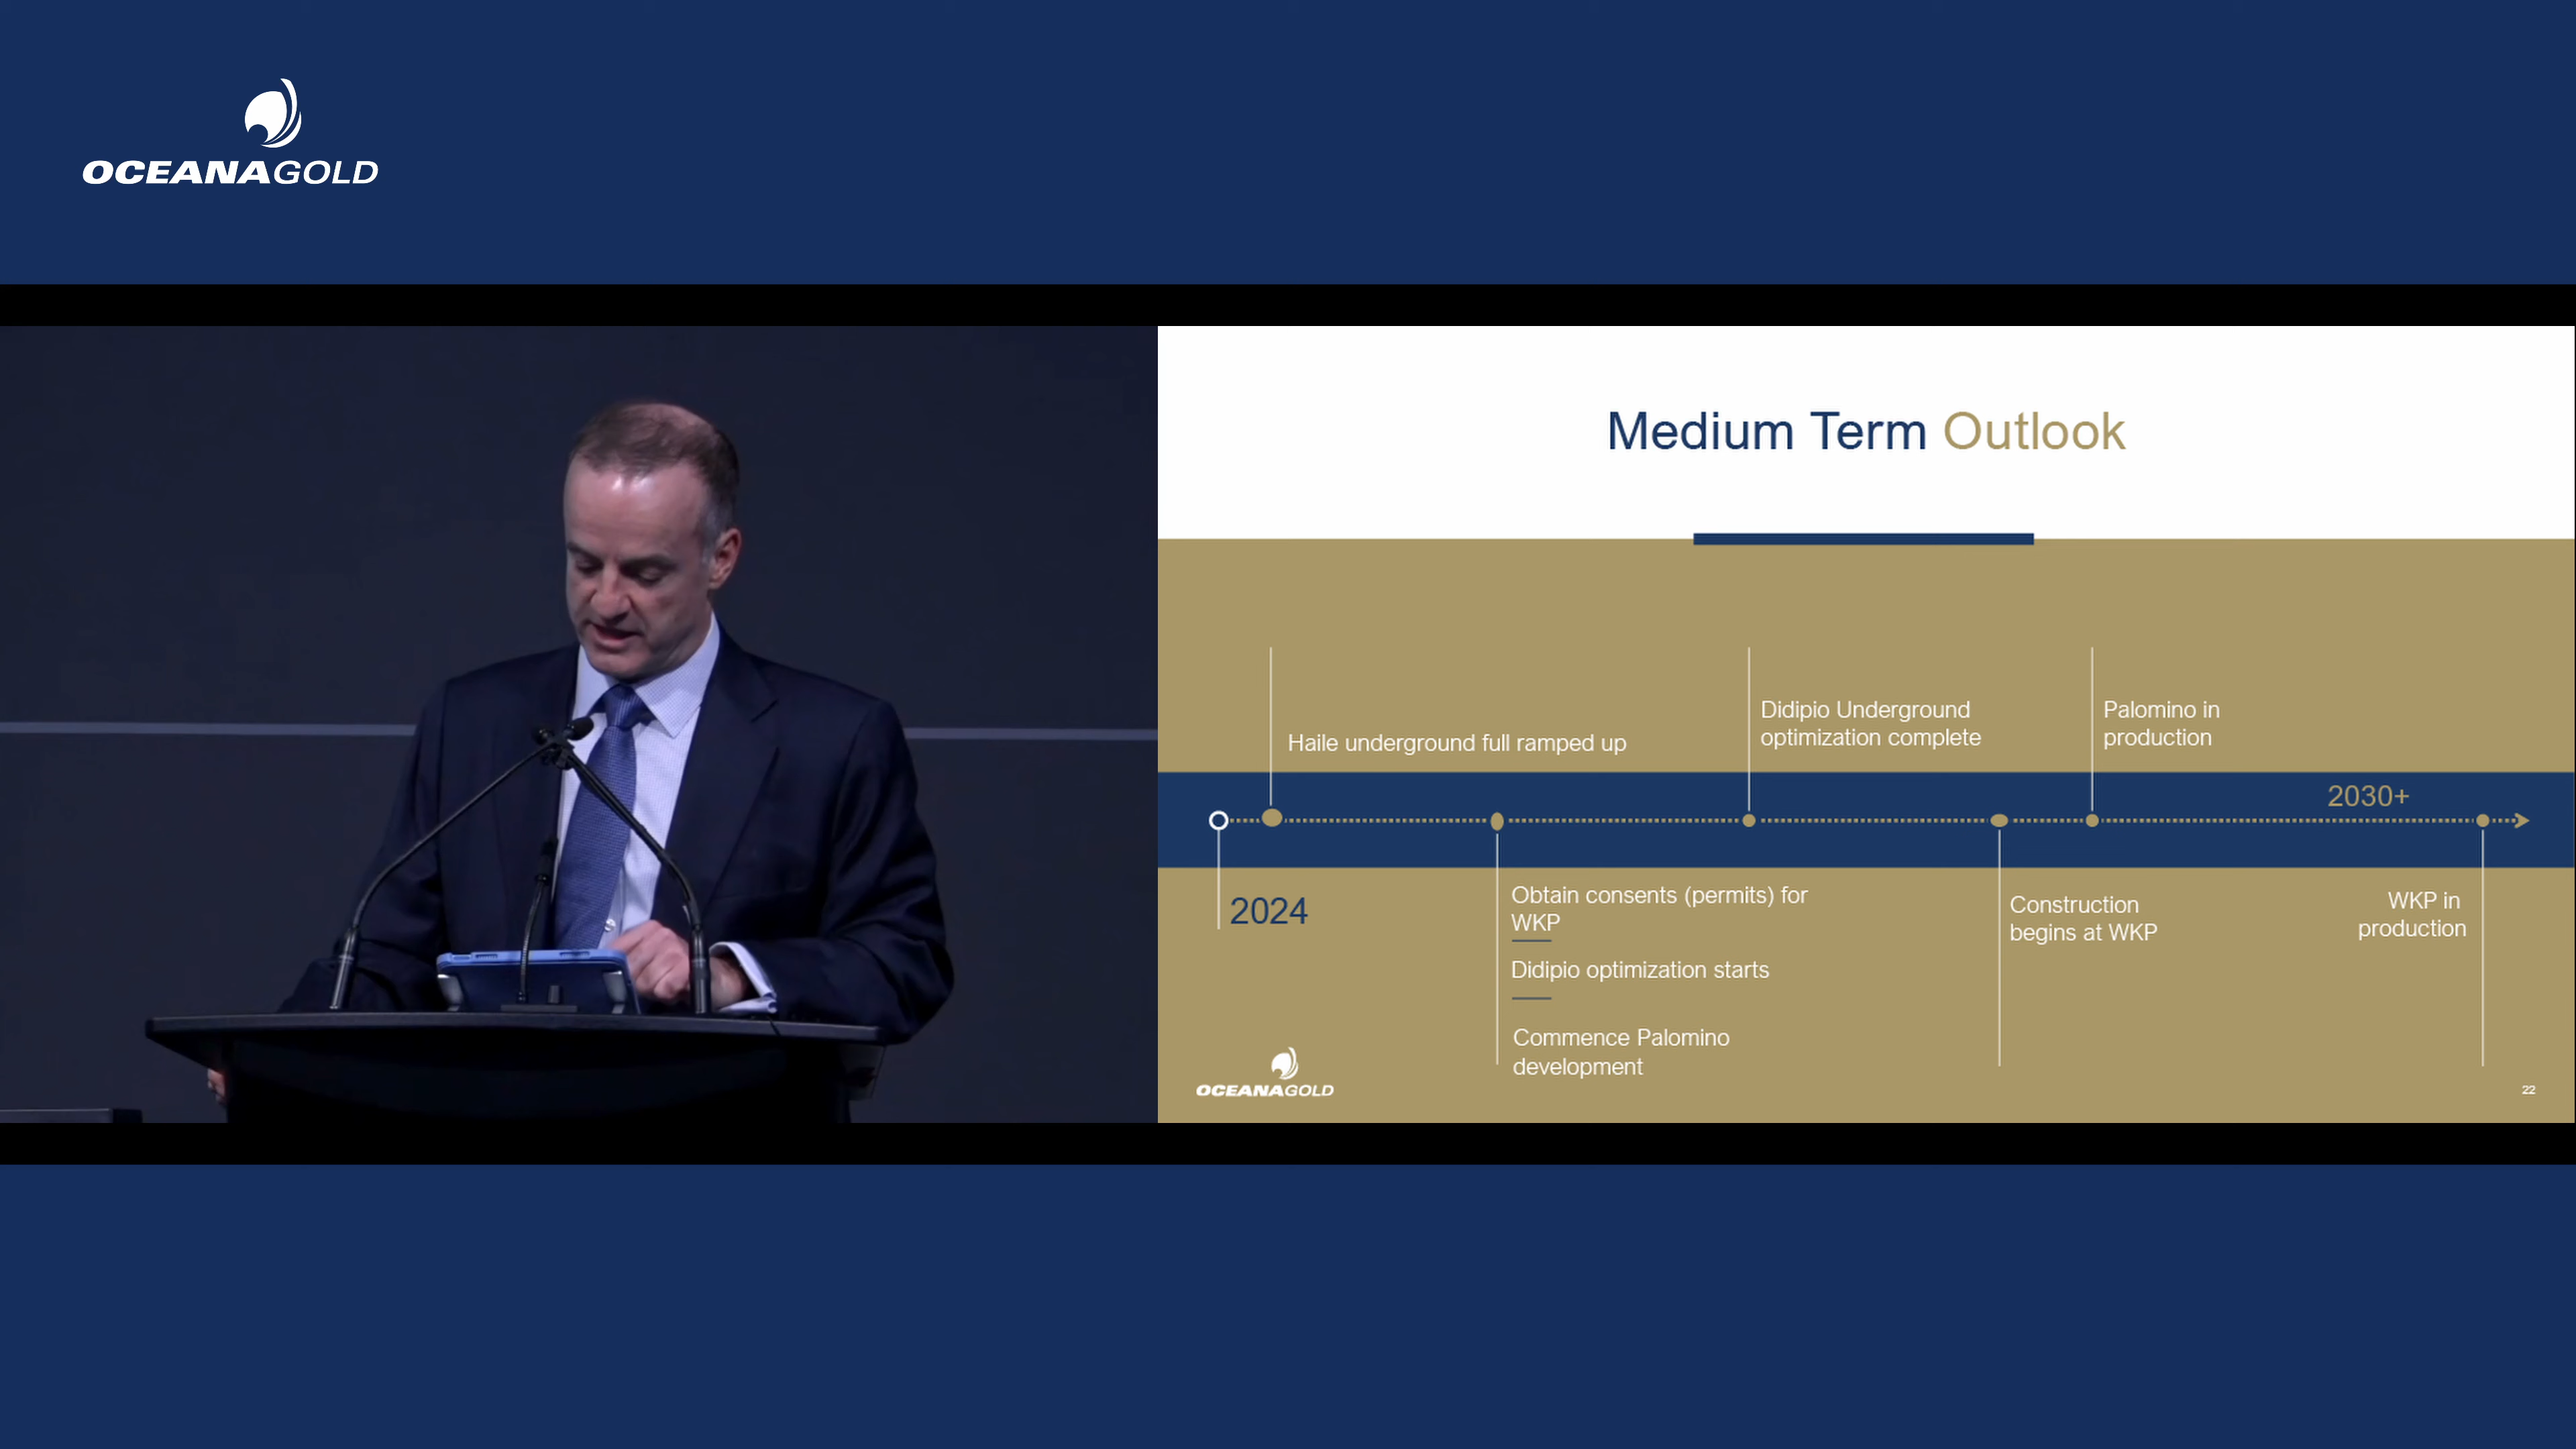 OCEANAGOLD
Medium Term Outlook
Haile underground full ramped up
Didipio Underground
optimization complete
Palomino in
production
2030+
2024
Obtain consents (permits) for
WKP
Didipio optimization starts
Commence Palomino
development
Construction
begins at WKP
WKP in
production
OCEANAGOLD
22